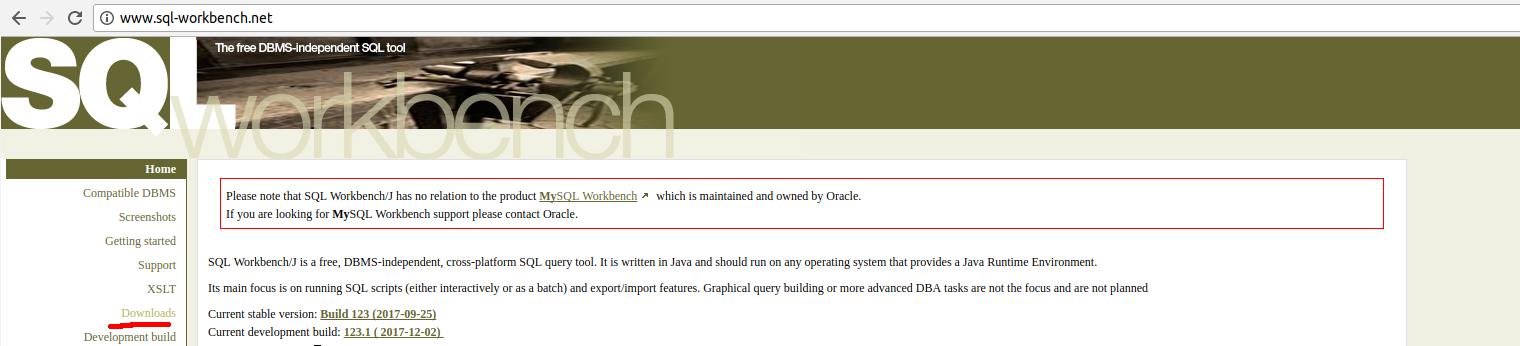 www.sql-workbench.net
The free DBMS-independent SQL tool
SQL
workbench
Home
Compatible DBMS
Screenshots
Getting started
Support
XSLT
Downloads
Development build
Please note that SQL Workbench/J has no relation to the product MySQL Workbench which is maintained and owned by Oracle.
If you are looking for MySQL Workbench support please contact Oracle.
SQL Workbench/J is a free, DBMS-independent, cross-platform SQL query tool. It is written in Java and should run on any operating system that provides a Java Runtime Environment.
Its main focus is on running SQL scripts (either interactively or as a batch) and export/import features. Graphical query building or more advanced DBA tasks are not the focus and are not planned
Current stable version: Build 123 (2017-09-25)
Current development build: 123.1 ( 2017-12-02)